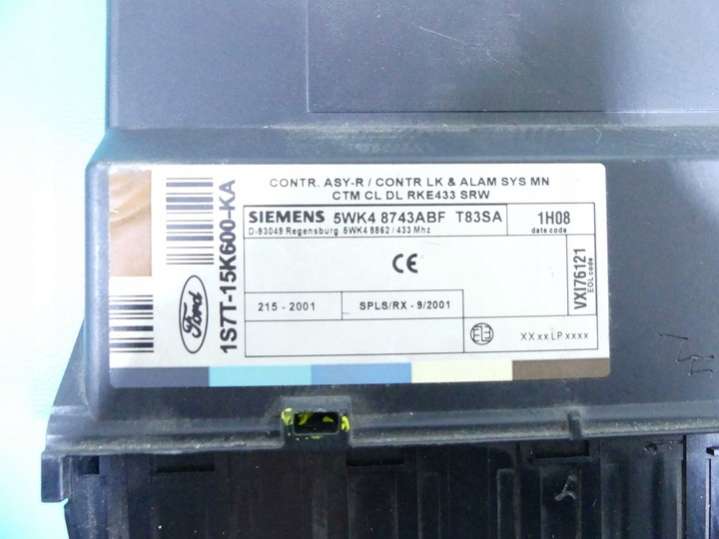 CONTR. ASY-R / CONTR LK & ALAM SYS MN
CTM CL DL RKE433 SRW
SIEMENS 5WK4 8743ABF T83SA
D-93049 Regensburg 5WK4 8862 / 433 Mhz
1H08
date code
CE
VXI76121
EOL code
215 - 2001
SPLS/RX - 9/2001
XX xx LP xxxx
Ford
1S7T-15K600-KA